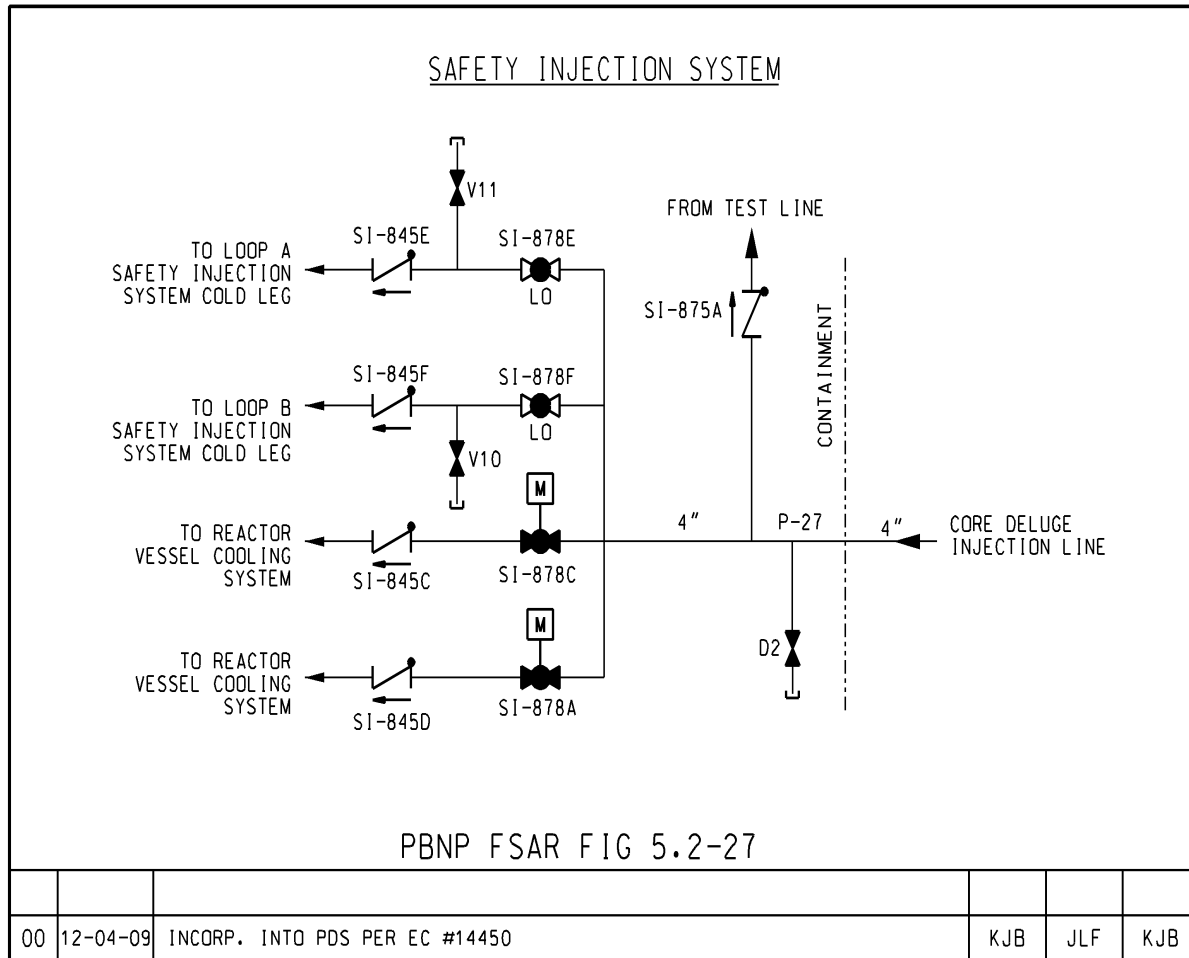 SAFETY INJECTION SYSTEM
V11
FROM TEST LINE
SI-845E
SI-878E
TO LOOP A
SAFETY INJECTION
SYSTEM COLD LEG
LO
SI-875A
CONTAINMENT
SI-845F
SI-878F
TO LOOP B
SAFETY INJECTION
SYSTEM COLD LEG
LO
V10
M
TO REACTOR
VESSEL COOLING
SYSTEM
SI-845C
SI-878C
4"
P-27
4"
CORE DELUGE
INJECTION LINE
M
D2
TO REACTOR
VESSEL COOLING
SYSTEM
SI-845D
SI-878A
PBNP FSAR FIG 5.2-27
00 12-04-09 INCORP. INTO PDS PER EC #14450 KJB JLF KJB